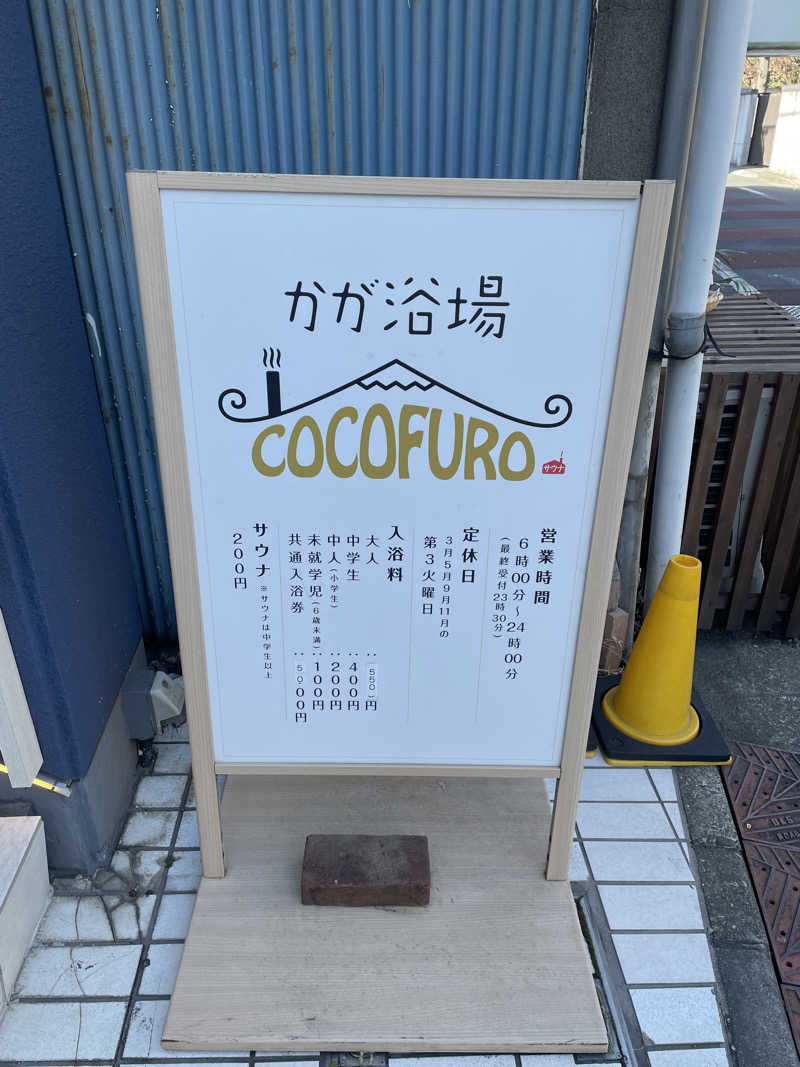 かが浴場
COCOFURO
サウナ
営業時間
6時00分〜24時00分
(最終受付23時30分)
定休日
3月5月9月11月の
第3火曜日
入浴料
大人 ‥(550)円
中学生 ‥400円
中人(小学生) ‥200円
未就学児(6歳未満) ‥100円
共通入浴券 ‥5000円
サウナ ※サウナは中学生以上
200円